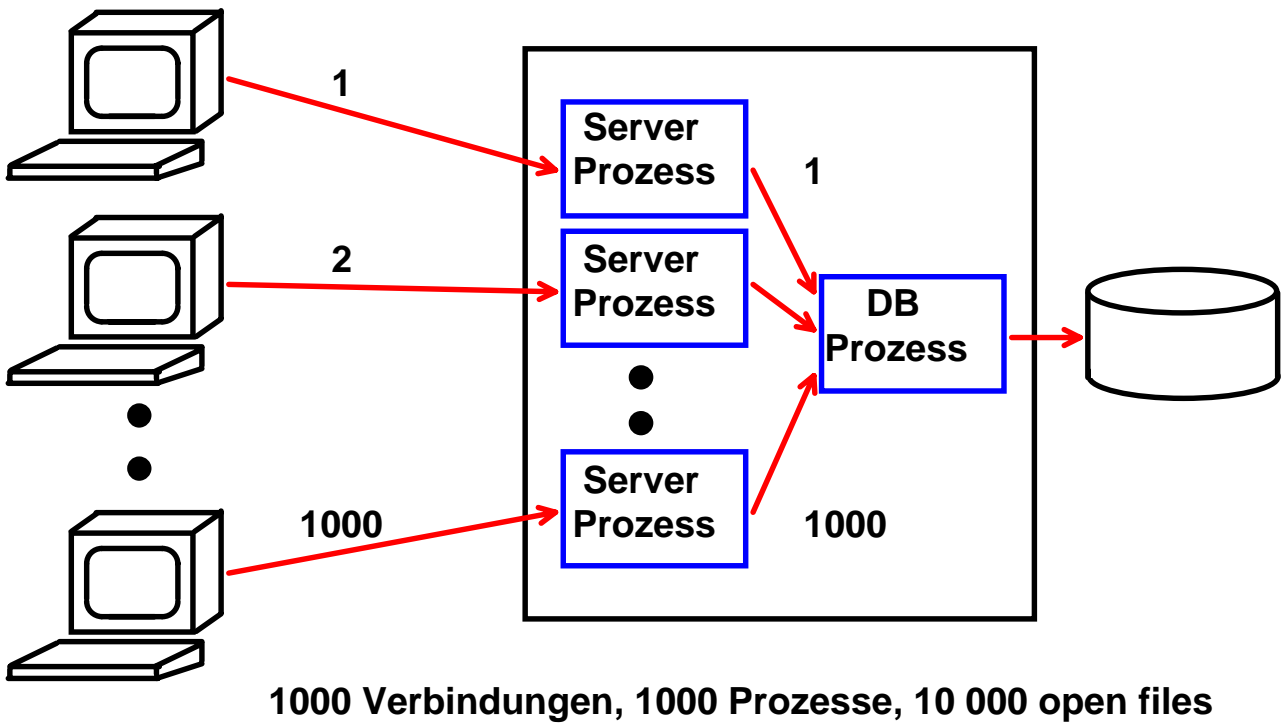 1
Server
Prozess
1
2
Server
Prozess
DB
Prozess
1000
Server
Prozess
1000
1000 Verbindungen, 1000 Prozesse, 10 000 open files